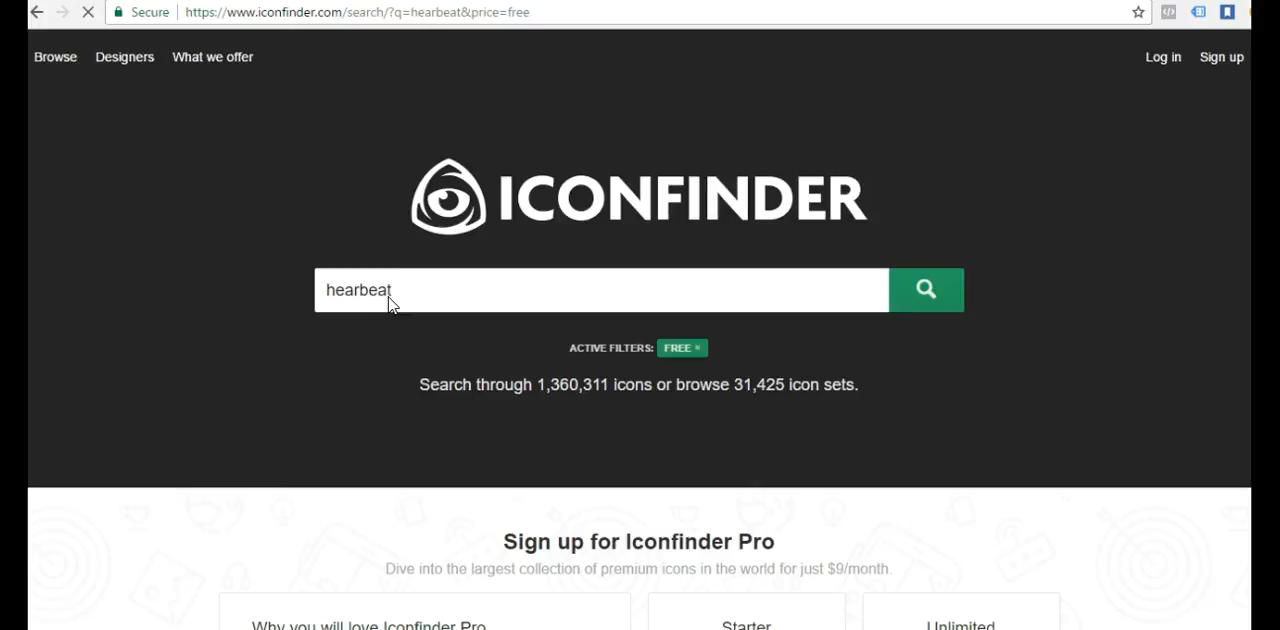 Secure https://www.iconfinder.com/search/?q=hearbeat&price=free
Browse Designers What we offer Log in Sign up
ICONFINDER
hearbeat
ACTIVE FILTERS: FREE ×
Search through 1,360,311 icons or browse 31,425 icon sets.
Sign up for Iconfinder Pro
Dive into the largest collection of premium icons in the world for just $9/month.
Why you will love Iconfinder Pro Starter Unlimited